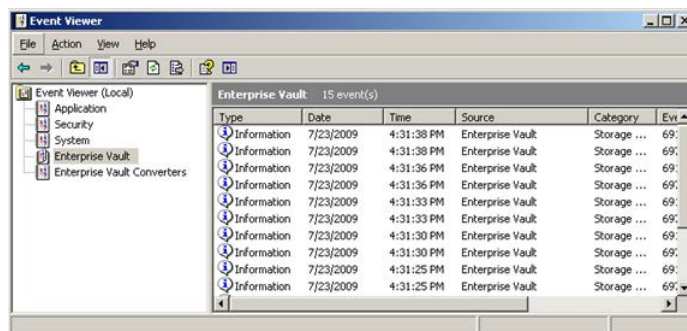 Event Viewer
File Action View Help
Event Viewer (Local)
Application
Security
System
Enterprise Vault
Enterprise Vault Converters
Enterprise Vault 15 event(s)
Type Date Time Source Category
Information 7/23/2009 4:31:38 PM Enterprise Vault Storage ...
Information 7/23/2009 4:31:38 PM Enterprise Vault Storage ...
Information 7/23/2009 4:31:36 PM Enterprise Vault Storage ...
Information 7/23/2009 4:31:36 PM Enterprise Vault Storage ...
Information 7/23/2009 4:31:33 PM Enterprise Vault Storage ...
Information 7/23/2009 4:31:33 PM Enterprise Vault Storage ...
Information 7/23/2009 4:31:30 PM Enterprise Vault Storage ...
Information 7/23/2009 4:31:30 PM Enterprise Vault Storage ...
Information 7/23/2009 4:31:25 PM Enterprise Vault Storage ...
Information 7/23/2009 4:31:25 PM Enterprise Vault Storage ...